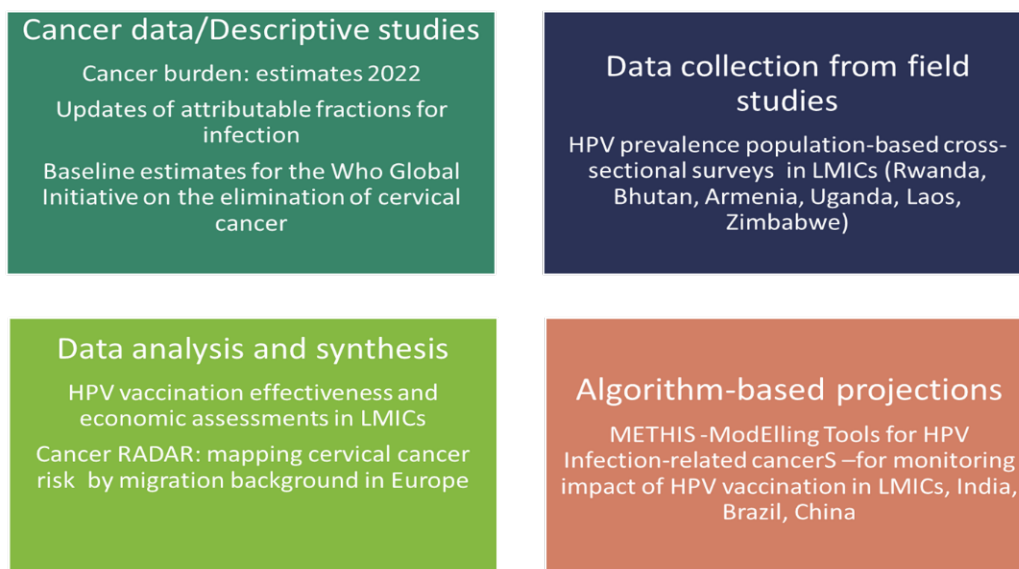 Cancer data/Descriptive studies
Cancer burden: estimates 2022
Updates of attributable fractions for
infection
Baseline estimates for the Who Global
Initiative on the elimination of cervical
cancer
Data collection from field
studies
HPV prevalence population-based cross-
sectional surveys in LMICs (Rwanda,
Bhutan, Armenia, Uganda, Laos,
Zimbabwe)
Data analysis and synthesis
HPV vaccination effectiveness and
economic assessments in LMICs
Cancer RADAR: mapping cervical cancer
risk by migration background in Europe
Algorithm-based projections
METHIS -ModElling Tools for HPV
Infection-related cancerS –for monitoring
impact of HPV vaccination in LMICs, India,
Brazil, China